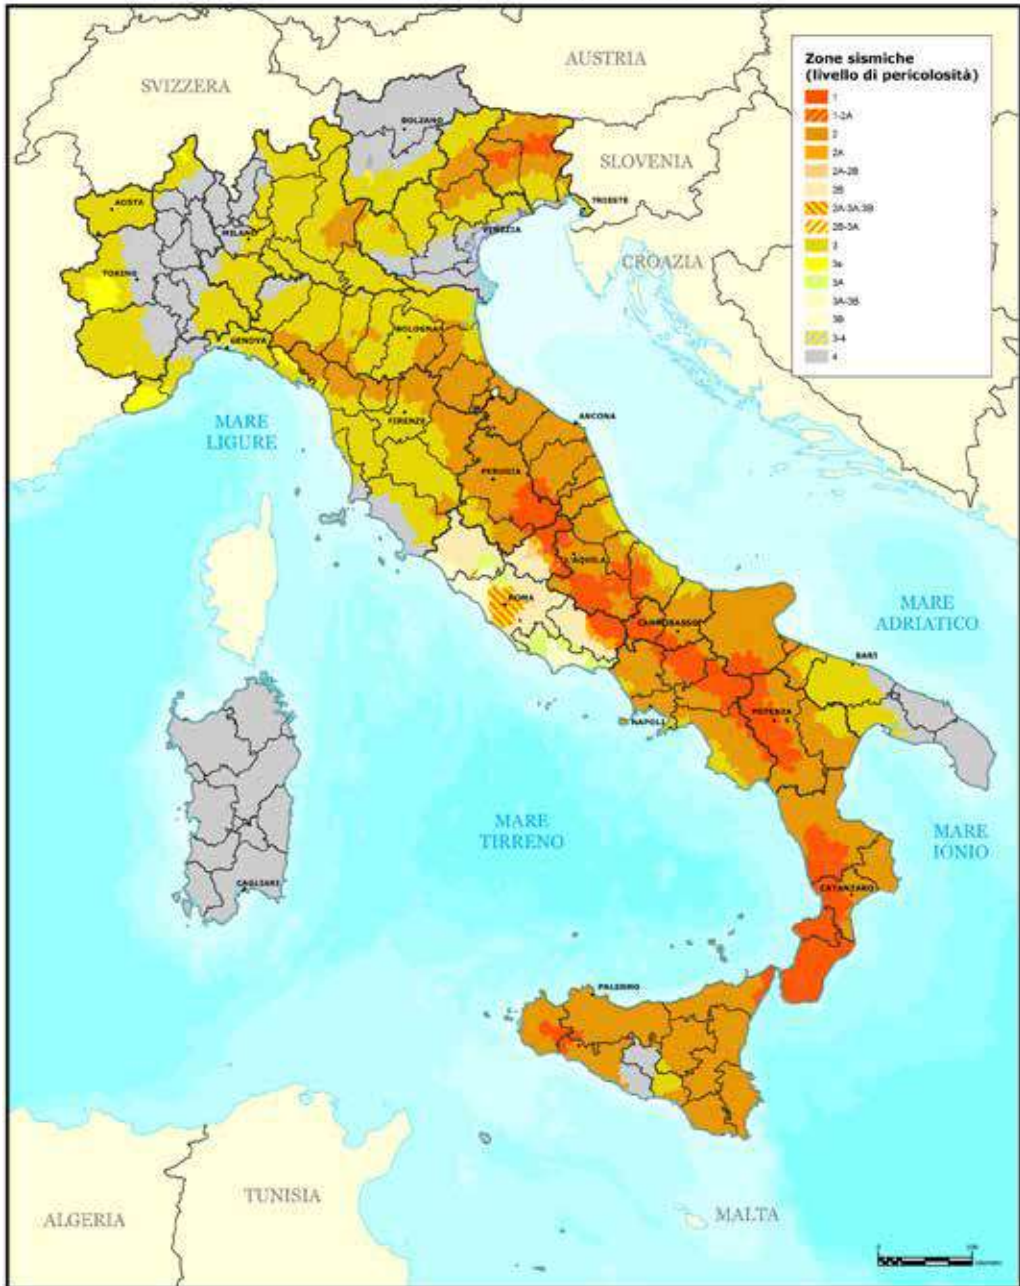 AUSTRIA
SVIZZERA
BOLZANO
SLOVENIA
AOSTA
TRIESTE
MILANO
VENEZIA
CROAZIA
TORINO
BOLOGNA
GENOVA
FIRENZE
ANCONA
MARE
LIGURE
PERUGIA
L'AQUILA
ROMA
MARE
ADRIATICO
CAMPOBASSO
BARI
POTENZA
NAPOLI
MARE
TIRRENO
MARE
IONIO
CAGLIARI
CATANZARO
PALERMO
TUNISIA
ALGERIA
MALTA
Zone sismiche
(livello di pericolosità)
1
1-2A
2
2A
2A-2B
2B
2A-3A-3B
2B-3A
3
3s
3A
3A-3B
3B
3-4
4